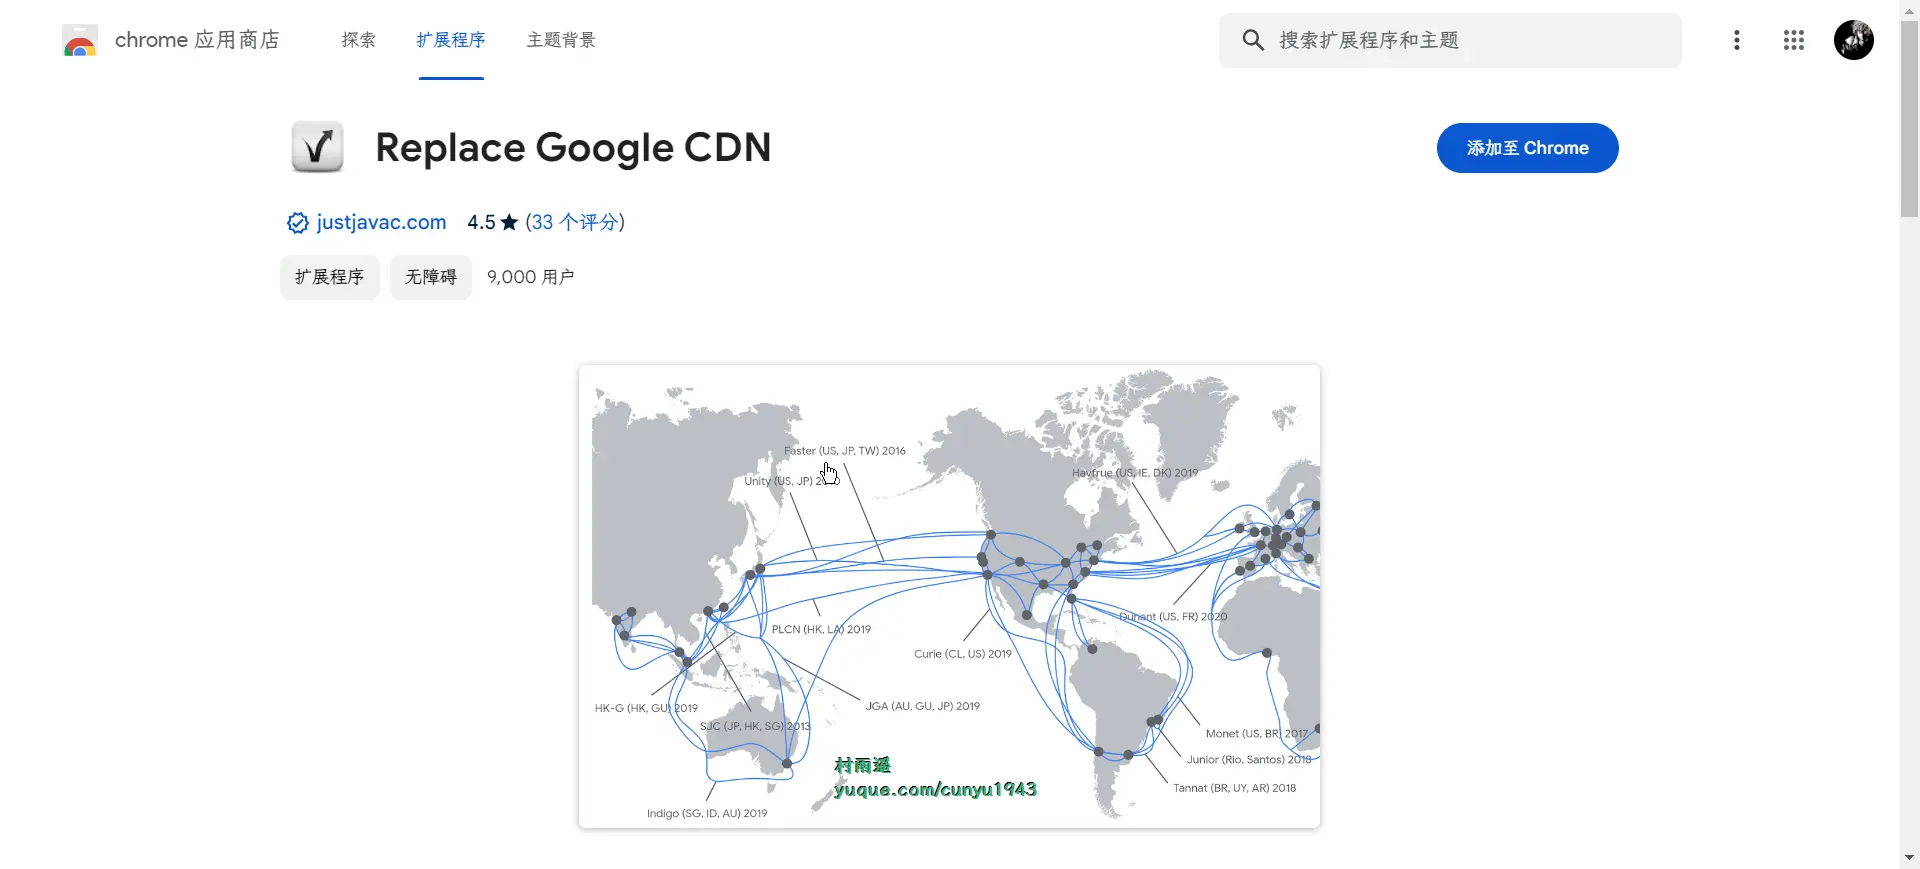 chrome 应用商店
探索
扩展程序
主题背景
搜索扩展程序和主题
Replace Google CDN
添加至 Chrome
justjavac.com 4.5★ (33 个评分)
扩展程序
无障碍
9,000 用户
Faster (US, JP, TW) 2016
Unity (US, JP)
Havfrue (US, IE, DK) 2019
Dunant (US, FR) 2020
PLCN (HK, LA) 2019
Curie (CL, US) 2019
HK-G (HK, GU) 2019
JGA (AU, GU, JP) 2019
SJC (JP, HK, SG) 2013
Monet (US, BR) 2017
Junior (Rio, Santos) 2018
村雨遥
yuque.com/cunyu1943
Tannat (BR, UY, AR) 2018
Indigo (SG, ID, AU) 2019